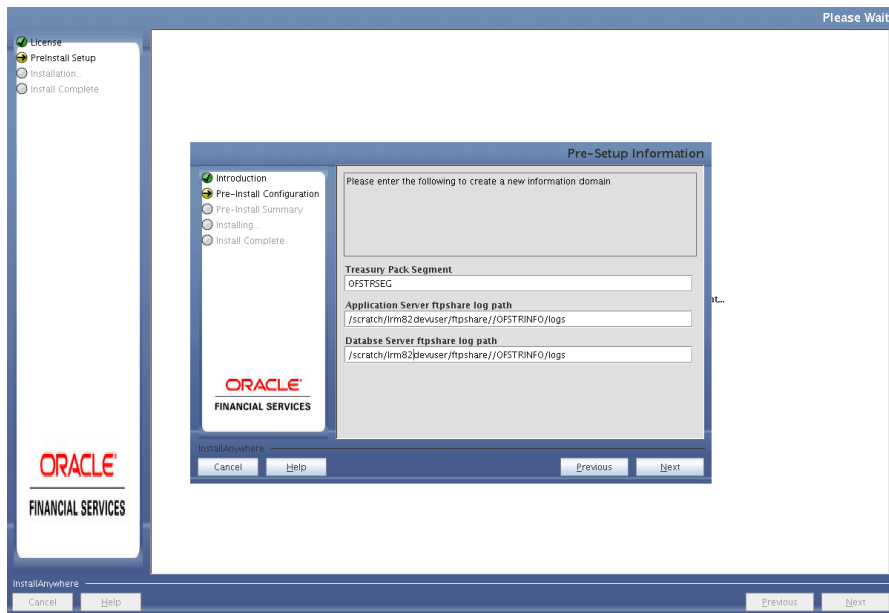 Please Wait
License
PreInstall Setup
Installation..
Install Complete
Pre-Setup Information
Introduction
Pre-Install Configuration
Pre-Install Summary
Installing...
Install Complete
Please enter the following to create a new information domain
Treasury Pack Segment
OFSTRSEG
Application Server ftpshare log path
/scratch/lrm82devuser/ftpshare//OFSTRINFO/logs
Databse Server ftpshare log path
/scratch/lrm82devuser/ftpshare//OFSTRINFO/logs
nt...
ORACLE
FINANCIAL SERVICES
InstallAnywhere
Cancel
Help
Previous
Next
ORACLE
FINANCIAL SERVICES
InstallAnywhere
Cancel
Help
Previous
Next